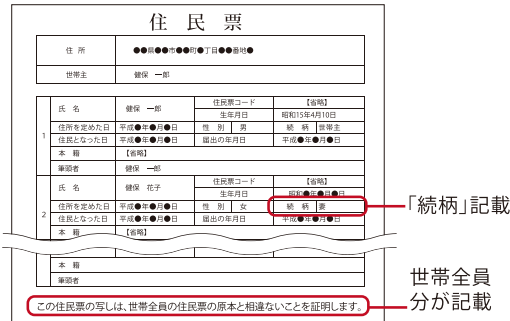 住民票
住 所 ●●県●●市●●町●丁目●●番地●
世帯主 健保 一郎
1 氏 名 健保 一郎 住民票コード 【省略】
生年月日 昭和15年4月10日
住所を定めた日 平成●年●月●日 性 別 男 続 柄 世帯主
住民となった日 平成●年●月●日 届出の年月日 平成●年●月●日
本 籍 【省略】
筆頭者 健保 一郎
2 氏 名 健保 花子 住民票コード 【省略】
生年月日 昭和●年●月●日
住所を定めた日 平成●年●月●日 性 別 女 続 柄 妻
住民となった日 平成●年●月●日 届出の年月日 平成●年●月●日
本 籍 【省略】
本 籍
筆頭者
この住民票の写しは、世帯全員の住民票の原本と相違ないことを証明します。
「続柄」記載
世帯全員
分が記載